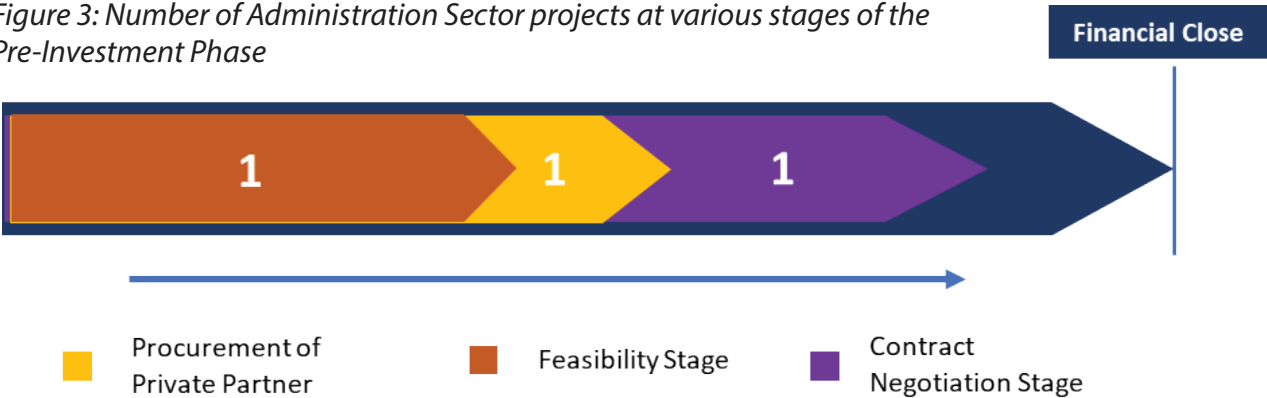 Figure 3: Number of Administration Sector projects at various stages of the
Pre-Investment Phase
Financial Close
1 1 1
Procurement of
Private Partner
Feasibility Stage
Contract
Negotiation Stage